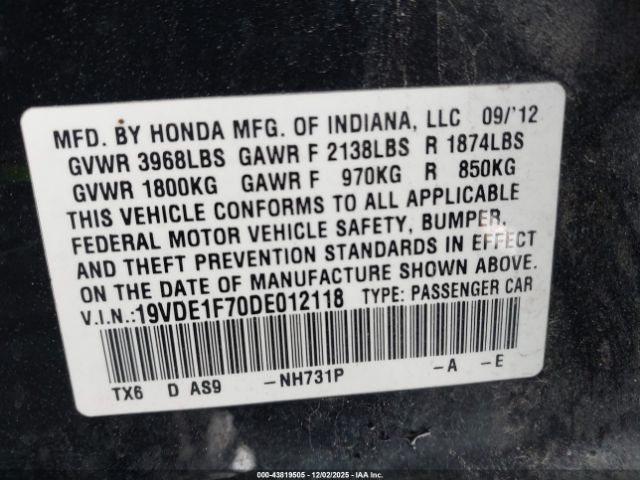 MFD. BY HONDA MFG. OF INDIANA, LLC 09/'12
GVWR 3968LBS GAWR F 2138LBS R 1874LBS
GVWR 1800KG GAWR F 970KG R 850KG
THIS VEHICLE CONFORMS TO ALL APPLICABLE
FEDERAL MOTOR VEHICLE SAFETY, BUMPER,
AND THEFT PREVENTION STANDARDS IN EFFECT
ON THE DATE OF MANUFACTURE SHOWN ABOVE.
V.I.N.:19VDE1F70DE012118 TYPE: PASSENGER CAR
TX6 D AS9 -NH731P -A -E
000-43819505 - 12/02/2025 - IAA Inc.